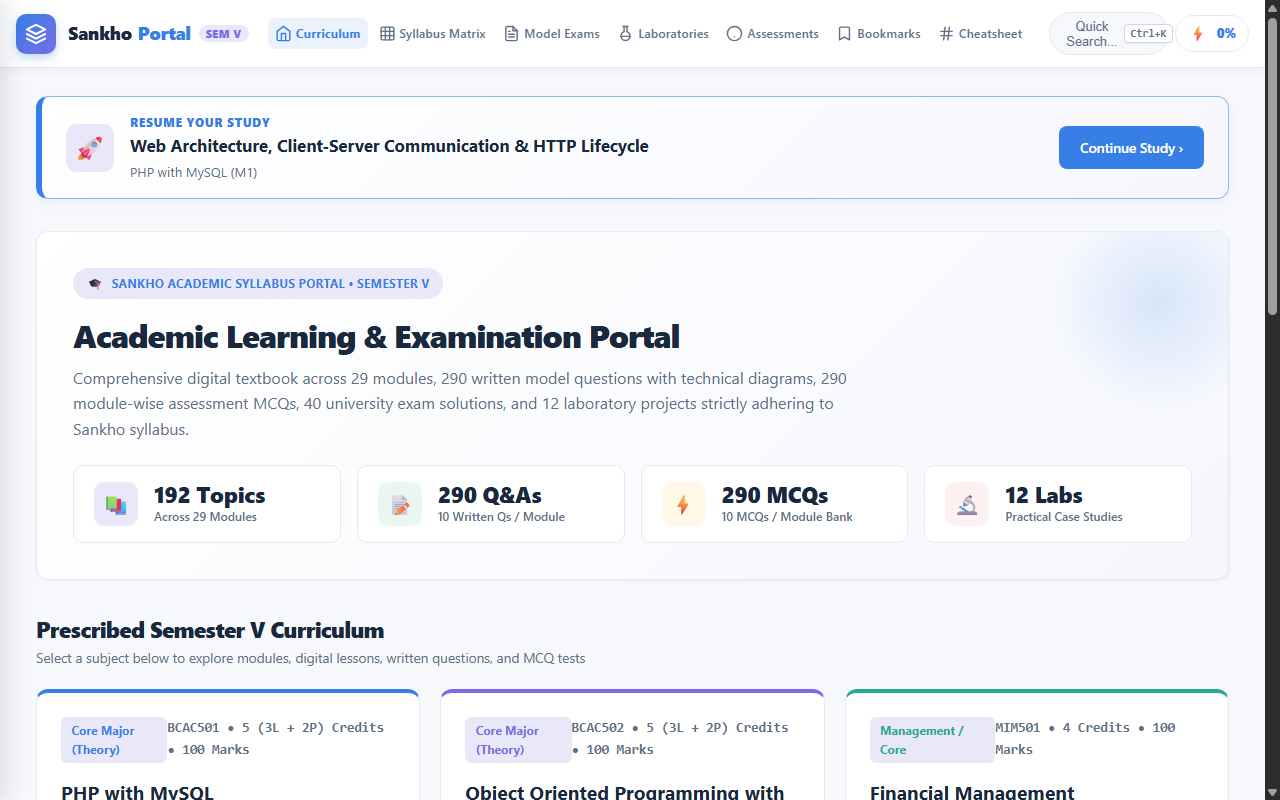 Sankho Portal SEM V
Curriculum
Syllabus Matrix
Model Exams
Laboratories
Assessments
Bookmarks
Cheatsheet
Quick
Search...
Ctrl+K
0%
RESUME YOUR STUDY
Web Architecture, Client-Server Communication & HTTP Lifecycle
PHP with MySQL (M1)
Continue Study ›
SANKHO ACADEMIC SYLLABUS PORTAL • SEMESTER V
Academic Learning & Examination Portal
Comprehensive digital textbook across 29 modules, 290 written model questions with technical diagrams, 290
module-wise assessment MCQs, 40 university exam solutions, and 12 laboratory projects strictly adhering to
Sankho syllabus.
192 Topics
Across 29 Modules
290 Q&As
10 Written Qs / Module
290 MCQs
10 MCQs / Module Bank
12 Labs
Practical Case Studies
Prescribed Semester V Curriculum
Select a subject below to explore modules, digital lessons, written questions, and MCQ tests
Core Major
(Theory)
BCAC501 • 5 (3L + 2P) Credits
• 100 Marks
PHP with MySQL
Core Major
(Theory)
BCAC502 • 5 (3L + 2P) Credits
• 100 Marks
Object Oriented Programming with
Management /
Core
MIM501 • 4 Credits • 100
Marks
Financial Management